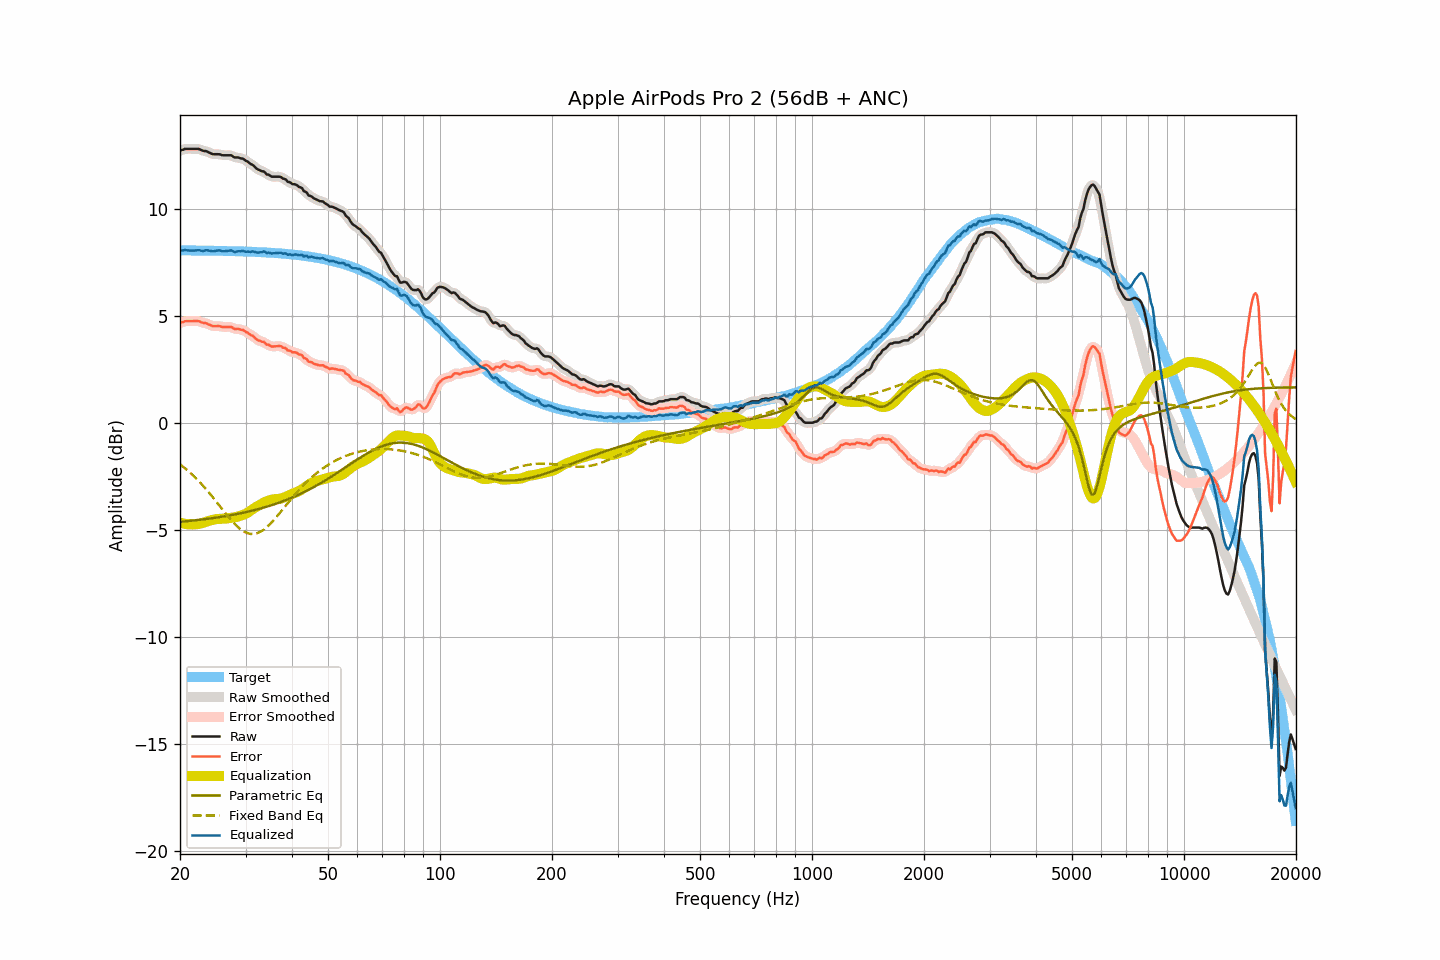 Apple AirPods Pro 2 (56dB + ANC)
Amplitude (dBr)
10
5
0
−5
−10
−15
−20
Target
Raw Smoothed
Error Smoothed
Raw
Error
Equalization
Parametric Eq
Fixed Band Eq
Equalized
20 50 100 200 500 1000 2000 5000 10000 20000
Frequency (Hz)